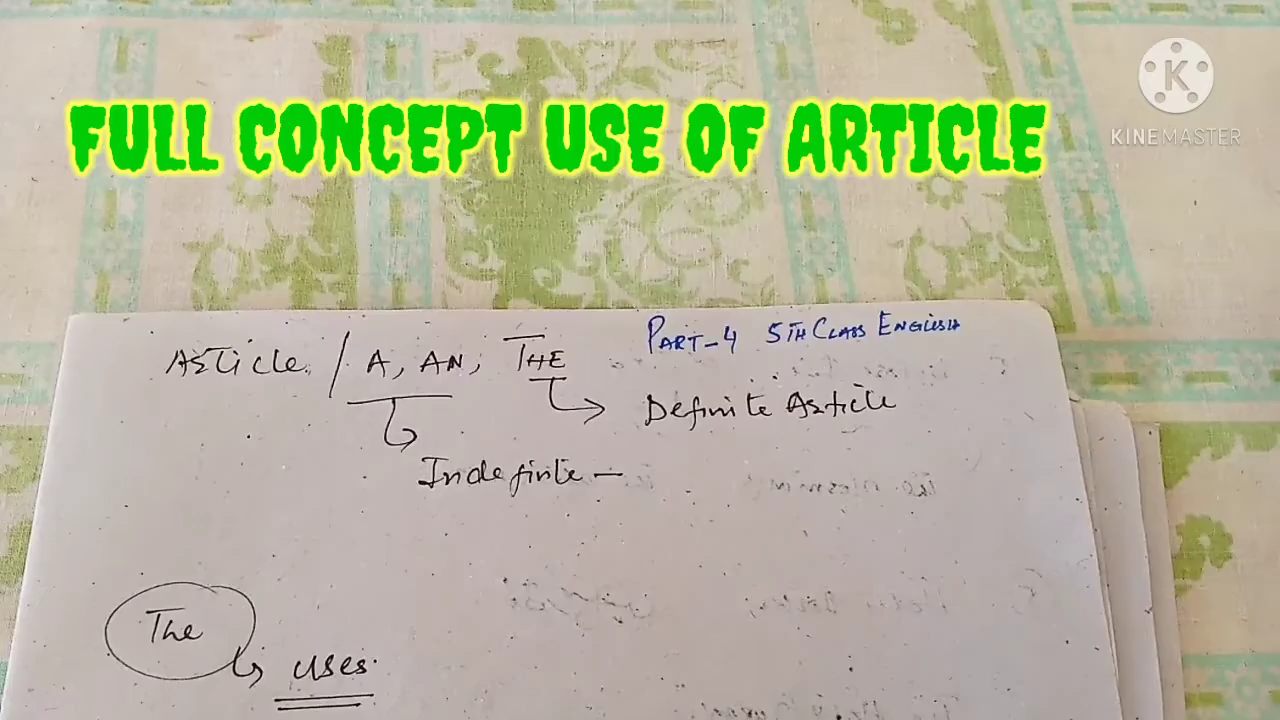 FULL CONCEPT USE OF ARTICLE
K
KINEMASTER
PART-4 5TH CLASS ENGLISH
Article / A, AN, THE
Definite Article
Indefinite —
The
uses.